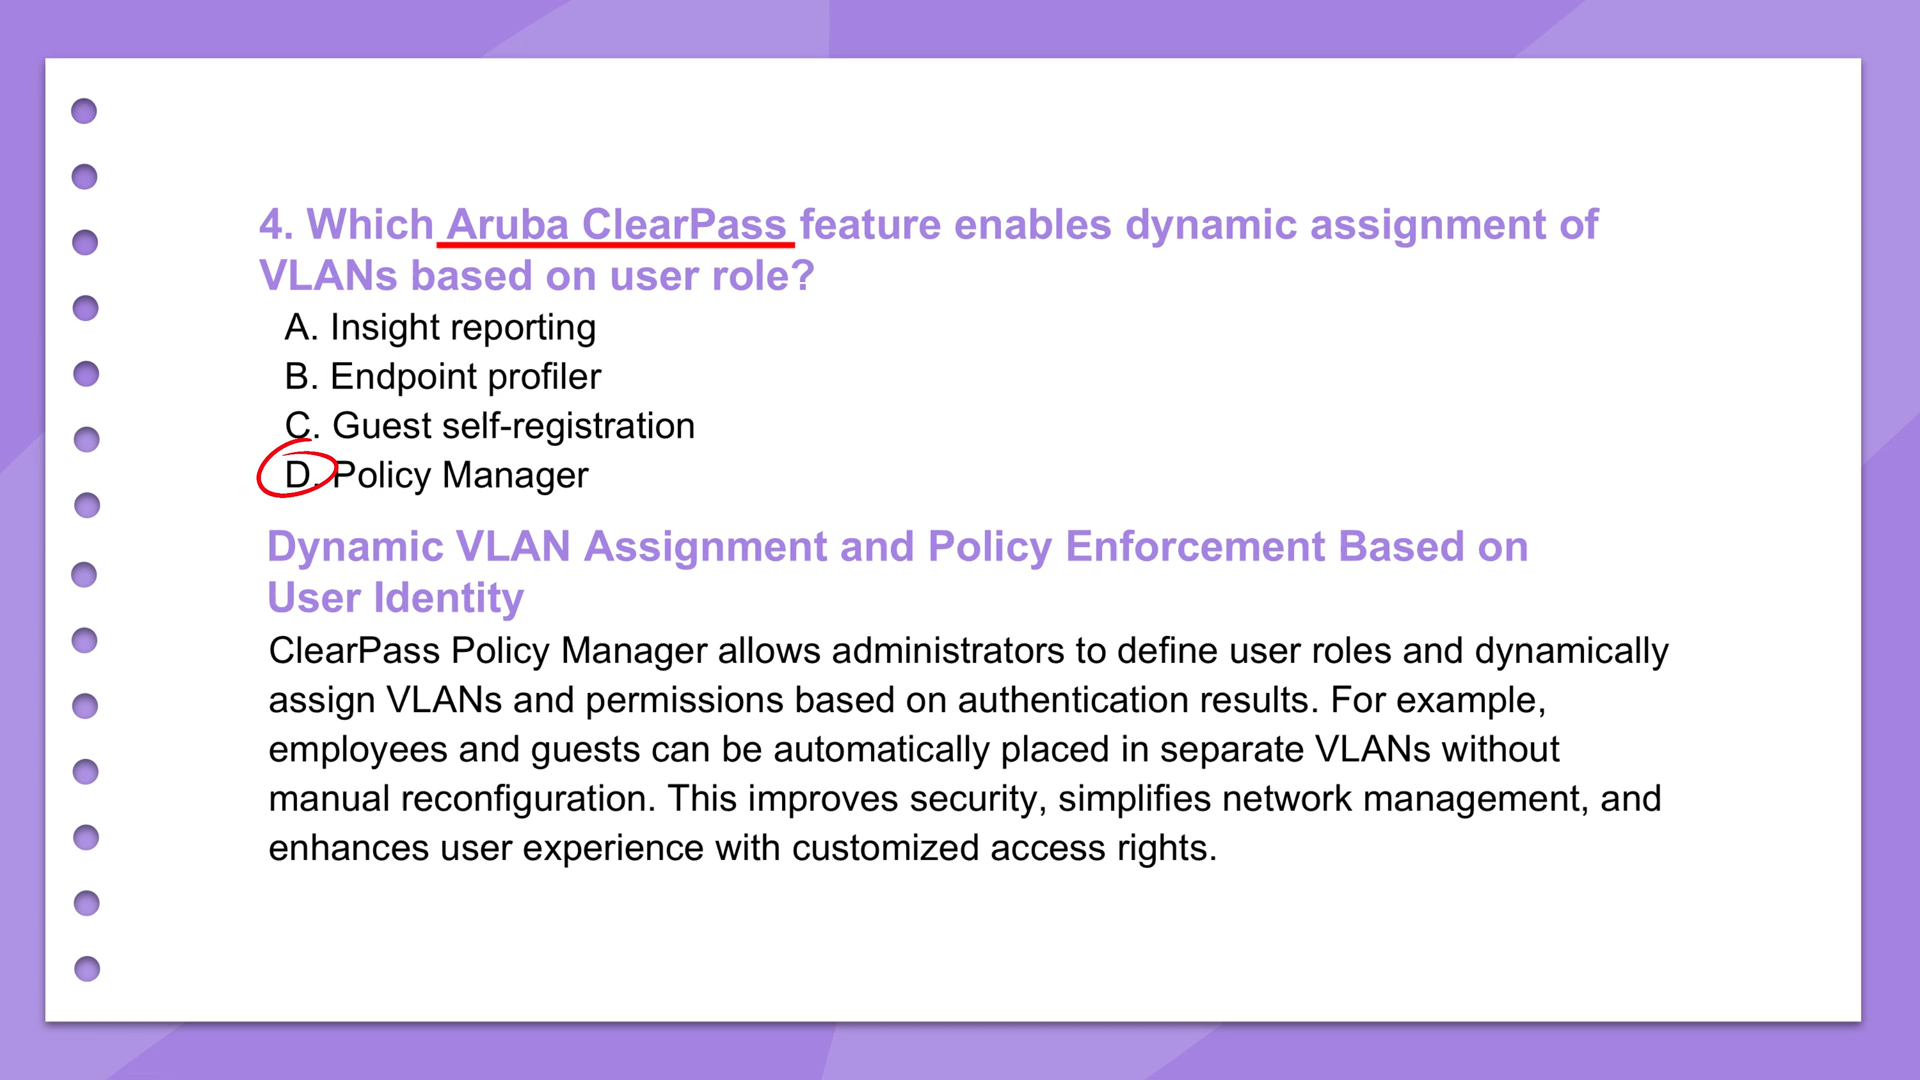 4. Which Aruba ClearPass feature enables dynamic assignment of
VLANs based on user role?
A. Insight reporting
B. Endpoint profiler
C. Guest self-registration
D. Policy Manager
Dynamic VLAN Assignment and Policy Enforcement Based on
User Identity
ClearPass Policy Manager allows administrators to define user roles and dynamically
assign VLANs and permissions based on authentication results. For example,
employees and guests can be automatically placed in separate VLANs without
manual reconfiguration. This improves security, simplifies network management, and
enhances user experience with customized access rights.